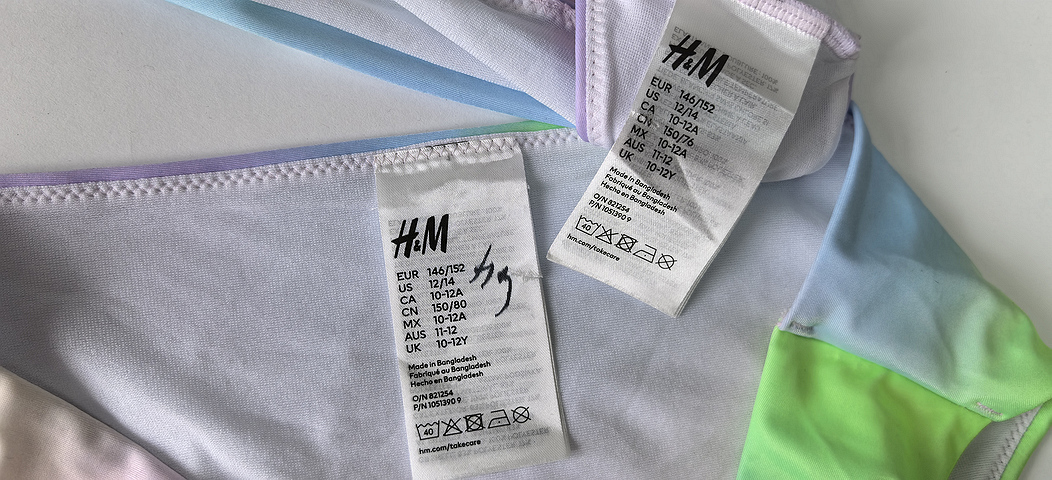 H&M
EUR 146/152
US 12/14
CA 10-12A
CN 150/80
MX 10-12A
AUS 11-12
UK 10-12Y
Made in Bangladesh
Fabriqué au Bangladesh
Hecho en Bangladesh
O/N 821254
P/N 1051390 9
40
hm.com/takecare
H&M
EUR 146/152
US 12/14
CA 10-12A
CN 150/76
MX 10-12A
AUS 11-12
UK 10-12Y
Made in Bangladesh
Fabriqué au Bangladesh
Hecho en Bangladesh
O/N 821254
P/N 1051390 9
40
hm.com/takecare